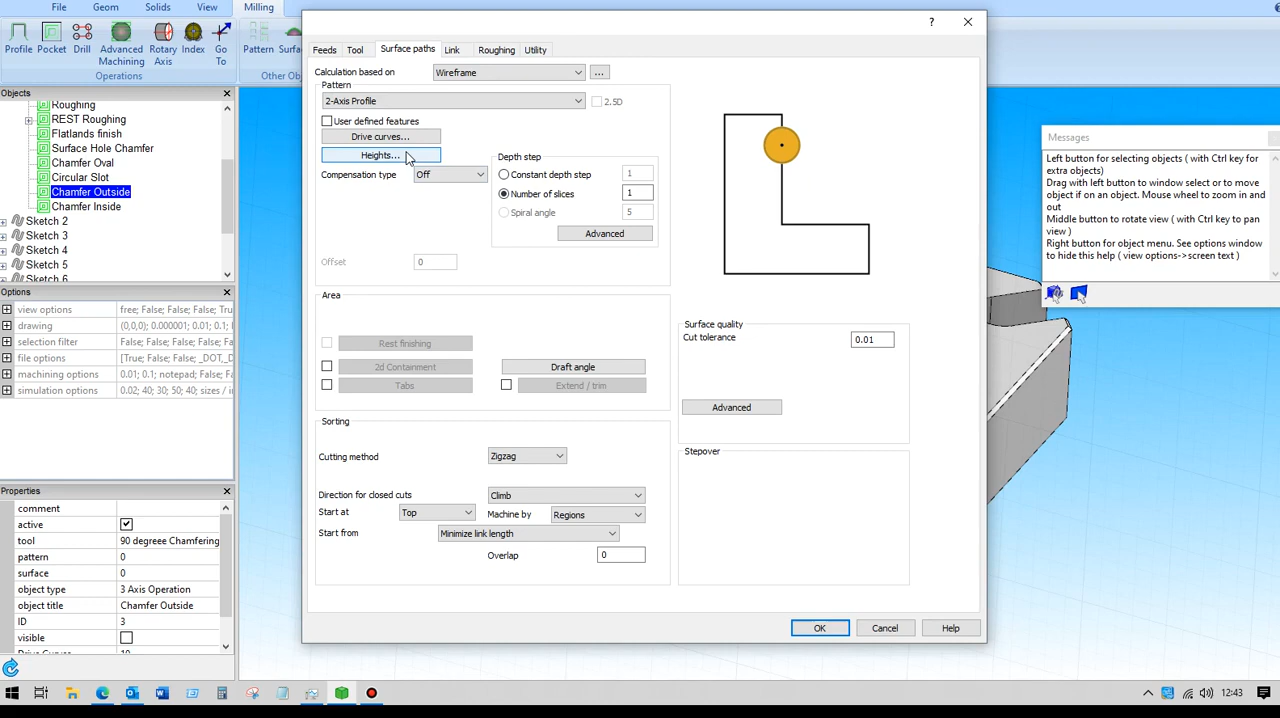 File Geom Solids View Milling
Profile Pocket Drill Advanced Machining Rotary Axis Index Go To Pattern
Operations
Objects
Roughing
REST Roughing
Flatlands finish
Surface Hole Chamfer
Chamfer Oval
Circular Slot
Chamfer Outside
Chamfer Inside
Sketch 2
Sketch 3
Sketch 4
Sketch 5
Options
view options free; False; False; Tru
drawing (0,0,0); 0.000001; 0.01; 0.1;
selection filter False; False; False; False; F
file options [True; False; False; _DOT,_D
machining options 0.01; 0.1; notepad; False; Fa
simulation options 0.02; 40; 30; 50; 40; sizes / i
Properties
comment
active
tool 90 degreee Chamfering
pattern 0
surface 0
object type 3 Axis Operation
object title Chamfer Outside
ID 3
visible
? ×
Feeds Tool Surface paths Link Roughing Utility
Calculation based on Wireframe ...
Pattern
2-Axis Profile 2.5D
User defined features
Drive curves...
Heights...
Compensation type Off
Depth step
Constant depth step 1
Number of slices 1
Spiral angle 5
Advanced
Offset 0
Area
Rest finishing
2d Containment Draft angle
Tabs Extend / trim
Sorting
Cutting method Zigzag
Direction for closed cuts Climb
Start at Top Machine by Regions
Start from Minimize link length
Overlap 0
Surface quality
Cut tolerance 0.01
Advanced
Stepover
OK Cancel Help
Messages
Left button for selecting objects ( with Ctrl key for
extra objects)
Drag with left button to window select or to move
object if on an object. Mouse wheel to zoom in and
out
Middle button to rotate view ( with Ctrl key to pan
view )
Right button for object menu. See options window
to hide this help ( view options->screen text )
12:43